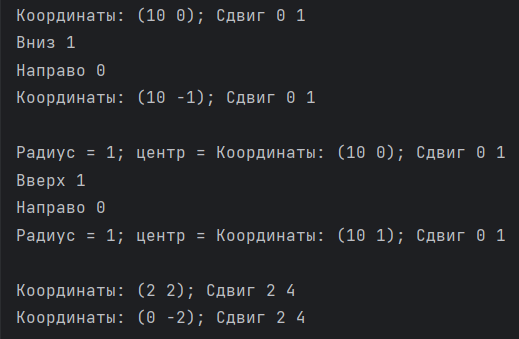 Координаты: (10 0); Сдвиг 0 1
Вниз 1
Направо 0
Координаты: (10 -1); Сдвиг 0 1
Радиус = 1; центр = Координаты: (10 0); Сдвиг 0 1
Вверх 1
Направо 0
Радиус = 1; центр = Координаты: (10 1); Сдвиг 0 1
Координаты: (2 2); Сдвиг 2 4
Координаты: (0 -2); Сдвиг 2 4